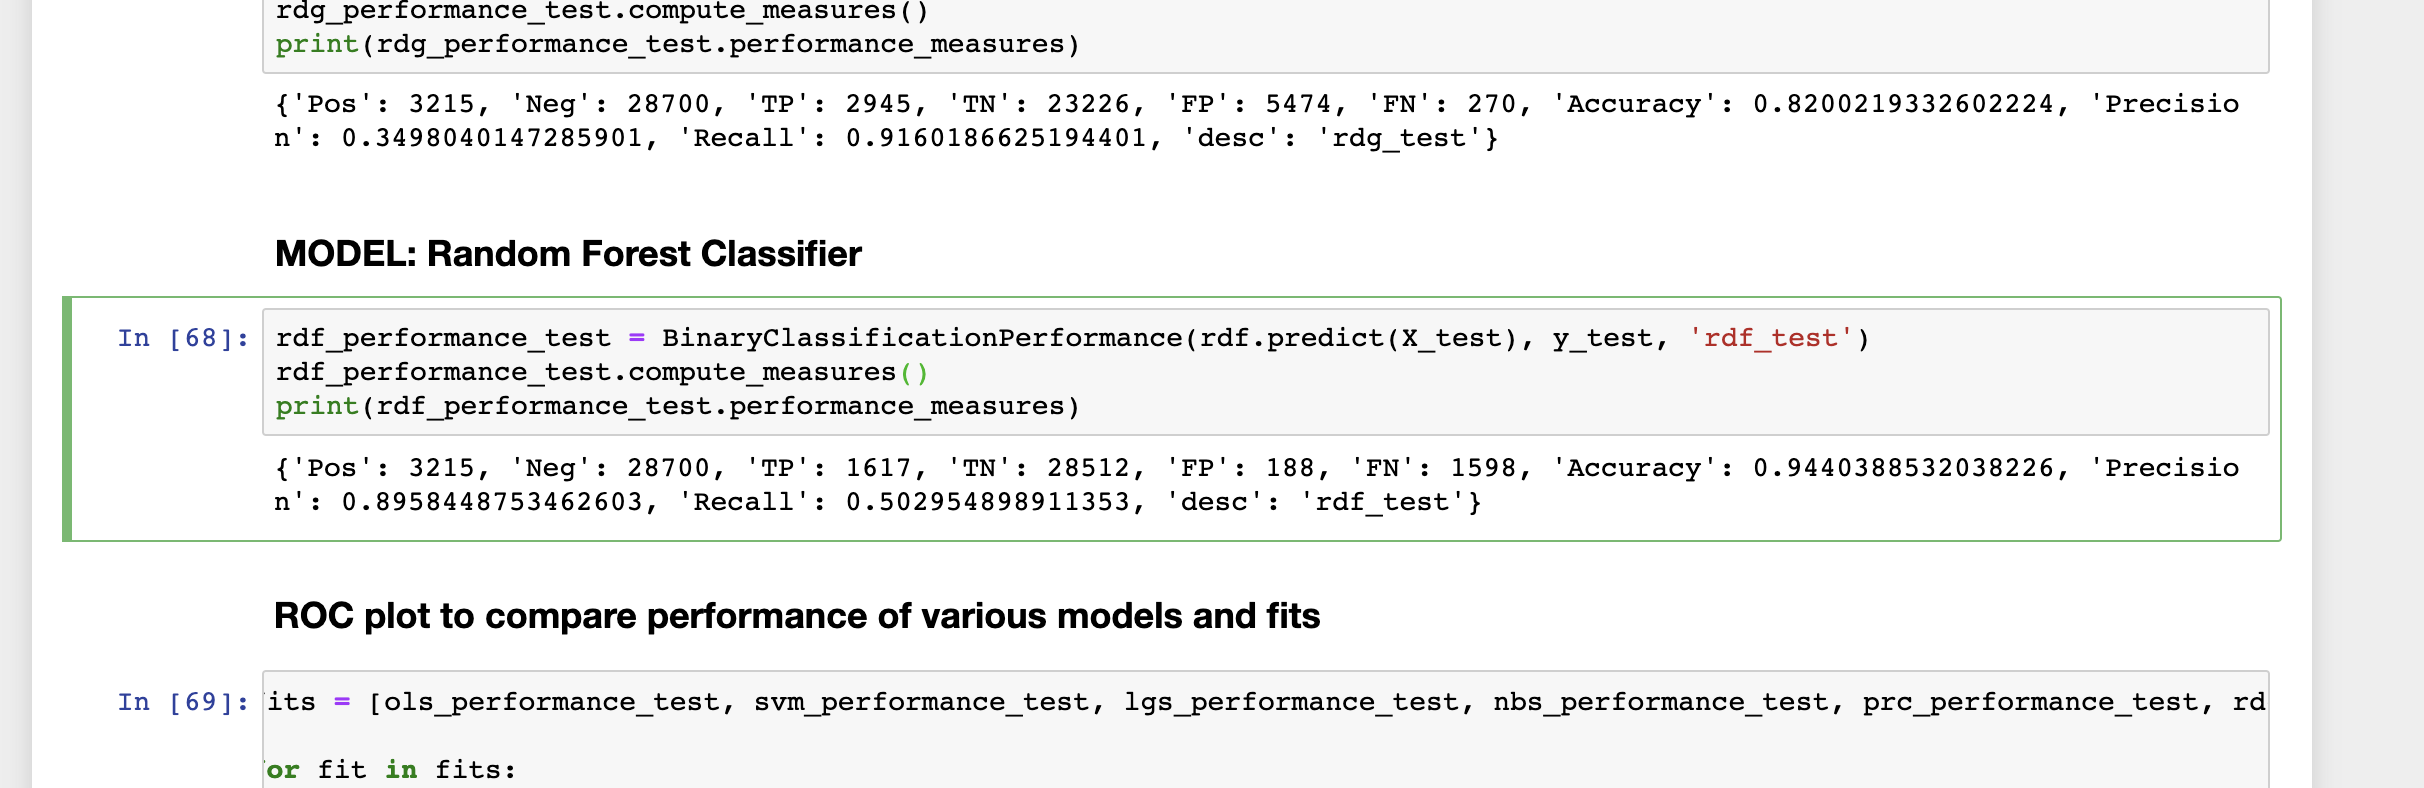 rdg_performance_test.compute_measures()
print(rdg_performance_test.performance_measures)
{'Pos': 3215, 'Neg': 28700, 'TP': 2945, 'TN': 23226, 'FP': 5474, 'FN': 270, 'Accuracy': 0.8200219332602224, 'Precisio
n': 0.3498040147285901, 'Recall': 0.9160186625194401, 'desc': 'rdg_test'}
MODEL: Random Forest Classifier
In [68]: rdf_performance_test = BinaryClassificationPerformance(rdf.predict(X_test), y_test, 'rdf_test')
rdf_performance_test.compute_measures()
print(rdf_performance_test.performance_measures)
{'Pos': 3215, 'Neg': 28700, 'TP': 1617, 'TN': 28512, 'FP': 188, 'FN': 1598, 'Accuracy': 0.9440388532038226, 'Precisio
n': 0.8958448753462603, 'Recall': 0.502954898911353, 'desc': 'rdf_test'}
ROC plot to compare performance of various models and fits
In [69]: its = [ols_performance_test, svm_performance_test, lgs_performance_test, nbs_performance_test, prc_performance_test, rd
or fit in fits: